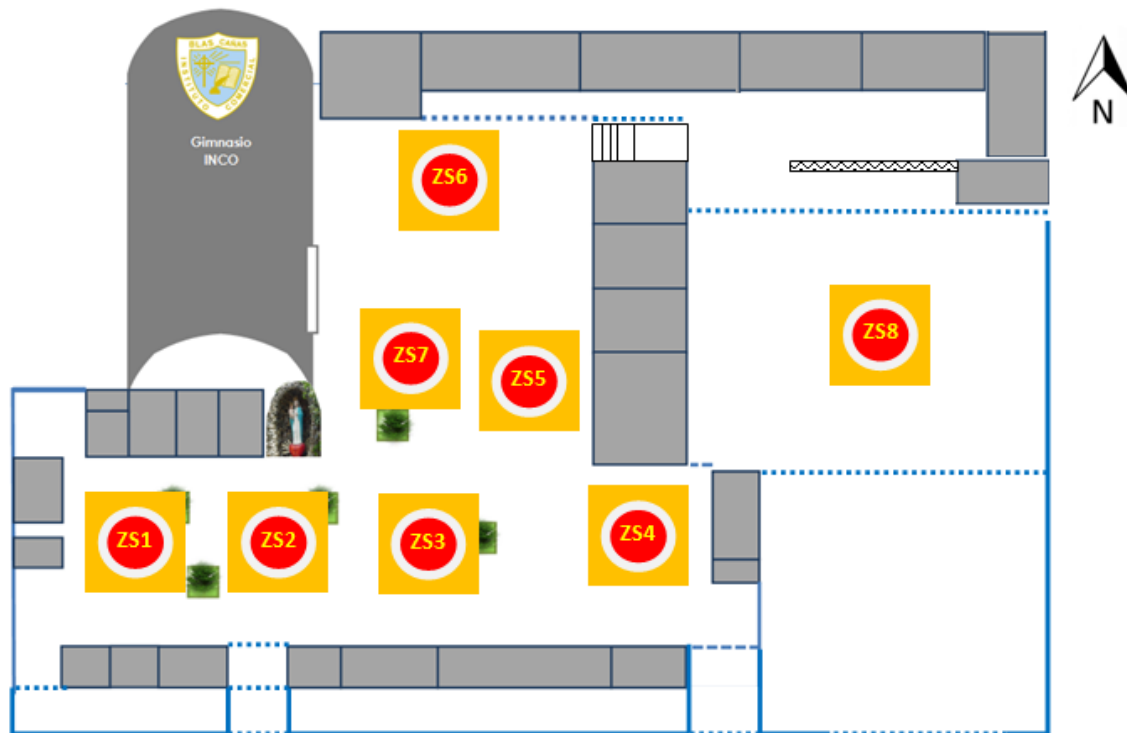 BLAS CAÑAS
INSTITUTO COMERCIAL
Gimnasio
INCO
N
ZS6
ZS7
ZS5
ZS8
ZS1
ZS2
ZS3
ZS4